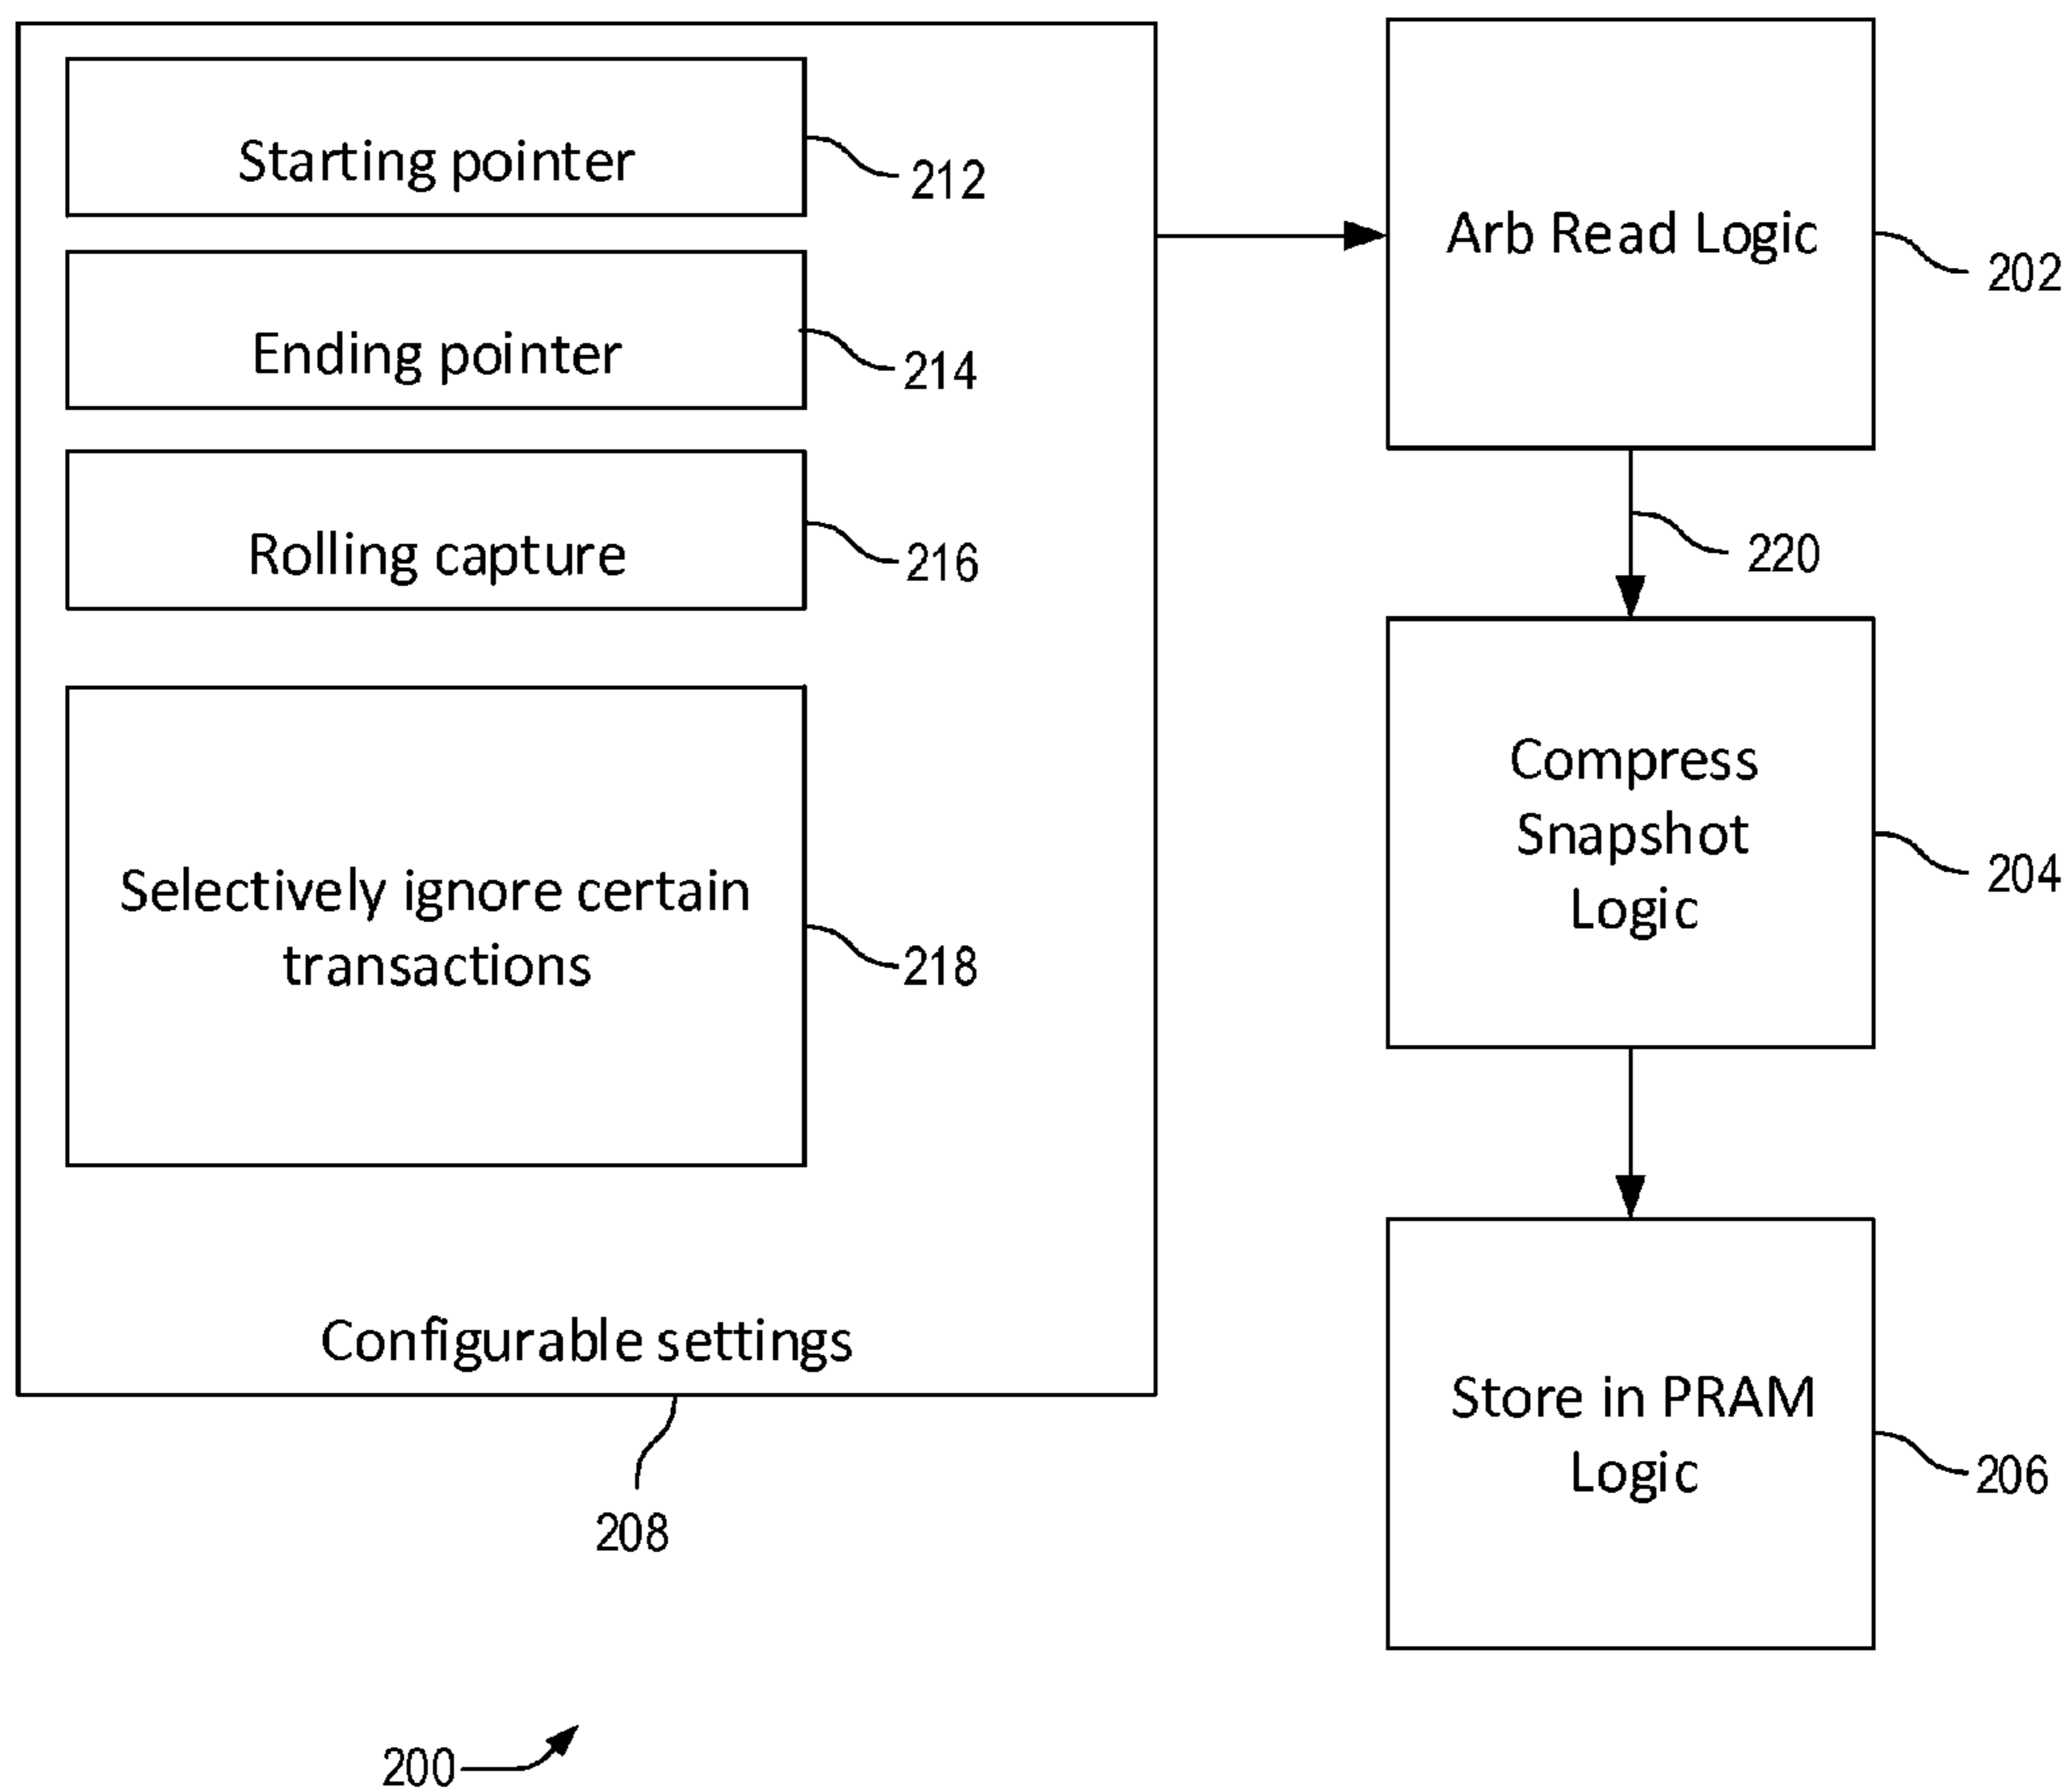 Starting pointer
212
Ending pointer
214
Rolling capture
216
Selectively ignore certain
transactions
218
Configurable settings
208
Arb Read Logic
202
220
Compress
Snapshot
Logic
204
Store in PRAM
Logic
206
200